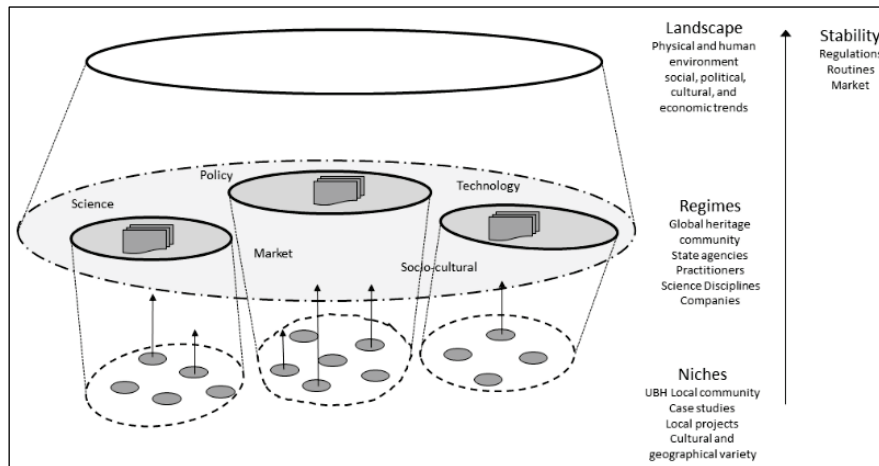 Landscape
Physical and human
environment
social, political,
cultural, and
economic trends
Stability
Regulations
Routines
Market
Science
Policy
Technology
Market
Socio-cultural
Regimes
Global heritage
community
State agencies
Practitioners
Science Disciplines
Companies
Niches
UBH Local community
Case studies
Local projects
Cultural and
geographical variety